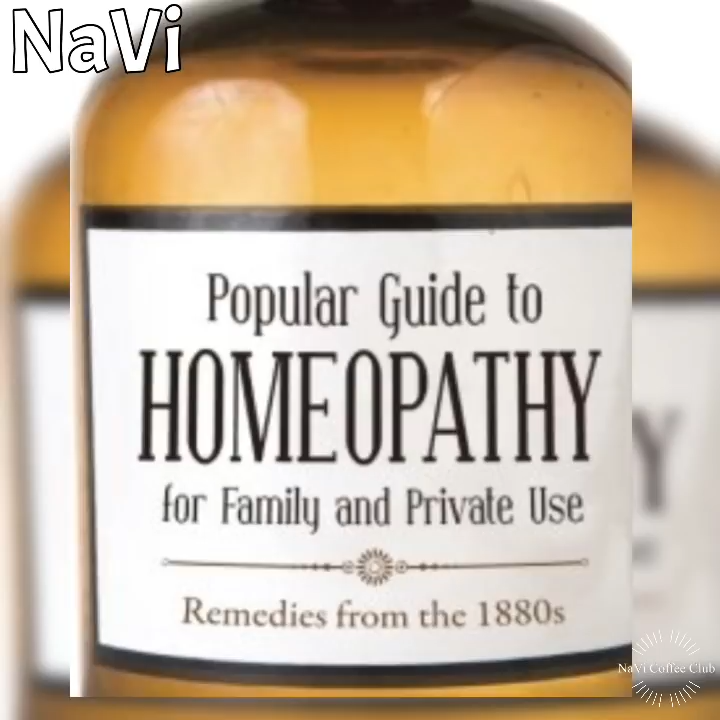 NaVi
Popular Guide to
HOMEOPATHY
for Family and Private Use
Remedies from the 1880s
Y
NaVi Coffee Club